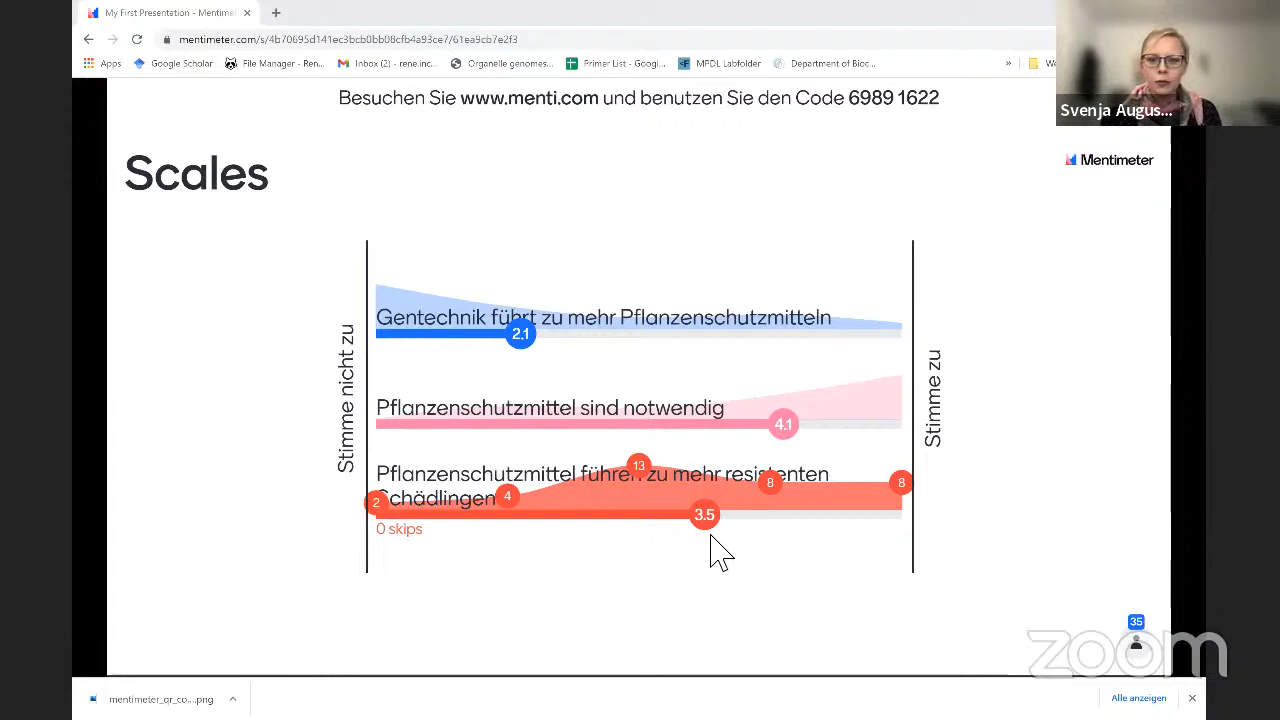 My First Presentation - Mentimet
mentimeter.com/s/4b70695d141ec3bcb0bb08cfb4a93ce7/61ea9cb7e2f3
Apps
Google Scholar
File Manager - Ren...
Inbox (2) - rene.inc...
Originelle Promes...
Primer List - Googl...
MPDL Labfolder
Department of Bioc...
»
Besuchen Sie www.menti.com und benutzen Sie den Code 6989 1622
Svenja Augus...
Scales
Mentimeter
Stimme nicht zu
Gentechnik führt zu mehr Pflanzenschutzmitteln
2.1
Pflanzenschutzmittel sind notwendig
4.1
Pflanzenschutzmittel führen zu mehr resistenten
Schädlingen
2
4
13
8
8
3.5
0 skips
Stimme zu
35
zoom
mentimeter_qr_co....png
Alle anzeigen